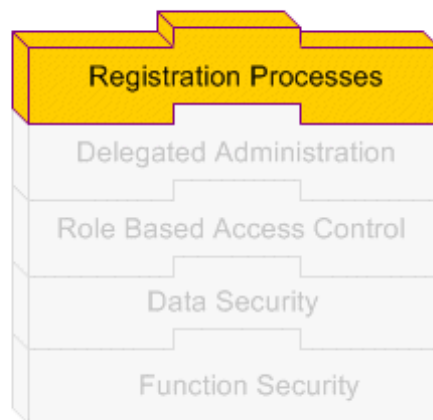 Registration Processes
Delegated Administration
Role Based Access Control
Data Security
Function Security